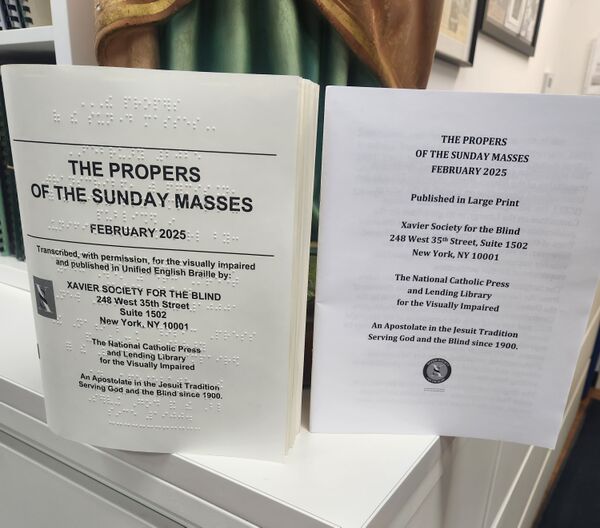 THE PROPERS
OF THE SUNDAY MASSES
FEBRUARY 2025
Transcribed, with permission, for the visually impaired
and published in Unified English Braille by:
XAVIER SOCIETY FOR THE BLIND
248 West 35th Street
Suite 1502
New York, NY 10001
The National Catholic Press
and Lending Library
for the Visually Impaired
An Apostolate in the Jesuit Tradition
Serving God and the Blind since 1900.
THE PROPERS
OF THE SUNDAY MASSES
FEBRUARY 2025
Published in Large Print
Xavier Society for the Blind
248 West 35th Street, Suite 1502
New York, NY 10001
The National Catholic Press
and Lending Library
for the Visually Impaired
An Apostolate in the Jesuit Tradition
Serving God and the Blind since 1900.